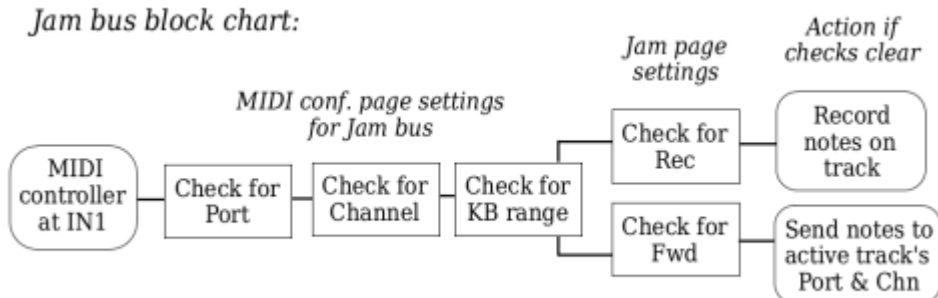 Jam bus block chart:
Action if
checks clear
Jam page
settings
MIDI conf. page settings
for Jam bus
MIDI
controller
at IN1
Check for
Port
Check for
Channel
Check for
KB range
Check for
Rec
Record
notes on
track
Check for
Fwd
Send notes to
active track's
Port & Chn